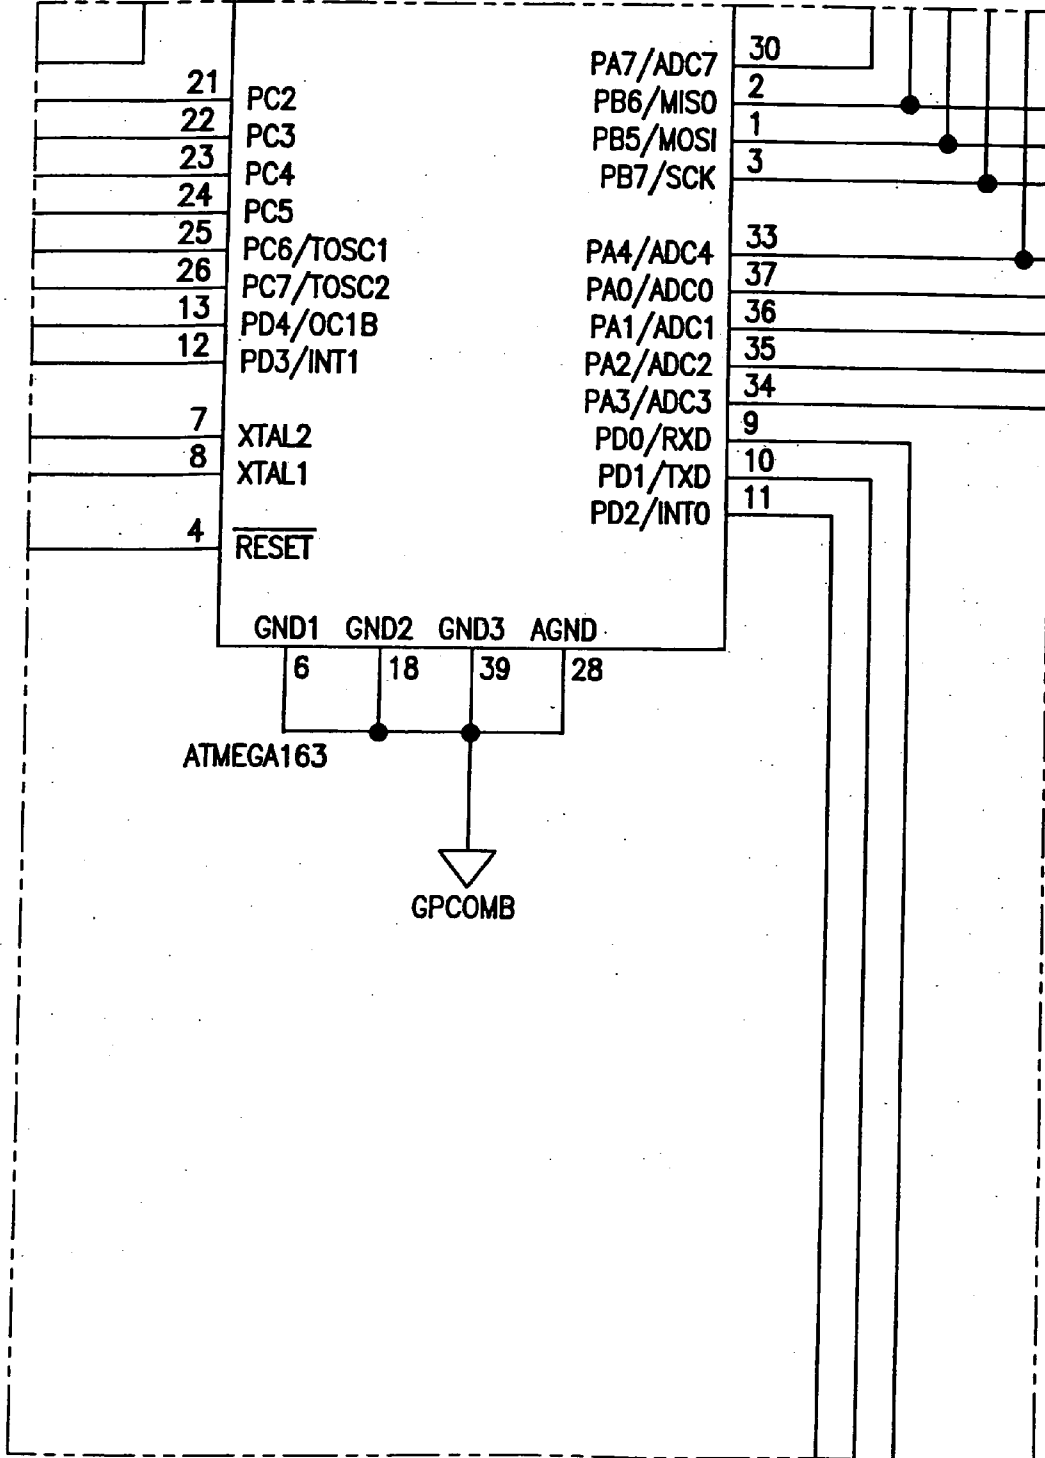 30
PA7/ADC7
21
PC2
2
PB6/MISO
22
PC3
1
PB5/MOSI
23
PC4
3
PB7/SCK
24
PC5
25
PC6/TOSC1
33
PA4/ADC4
26
PC7/TOSC2
37
PA0/ADC0
13
PD4/OC1B
36
PA1/ADC1
12
PD3/INT1
35
PA2/ADC2
34
PA3/ADC3
7
XTAL2
9
PD0/RXD
8
XTAL1
10
PD1/TXD
11
PD2/INT0
4
RESET
GND1 GND2 GND3 AGND
6 18 39 28
ATMEGA163
GPCOMB